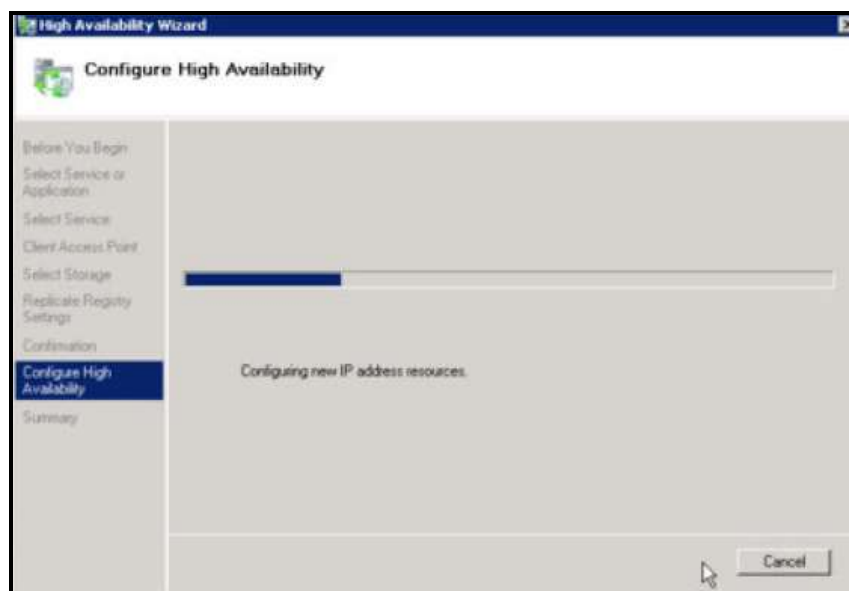 High Availability Wizard
Configure High Availability
Before You Begin
Select Service or
Application
Select Service
Client Access Point
Select Storage
Replicate Registry
Settings
Confirmation
Configure High
Availability
Summary
Configuring new IP address resources.
Cancel